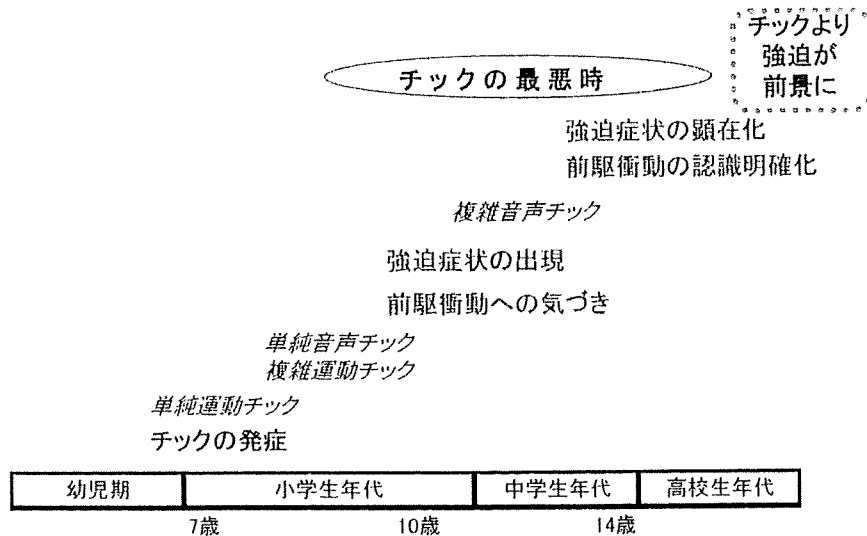 チックより
強迫が
前景に
チックの最悪時
強迫症状の顕在化
前駆衝動の認識明確化
複雑音声チック
強迫症状の出現
前駆衝動への気づき
単純音声チック
複雑運動チック
単純運動チック
チックの発症
幼児期 小学生年代 中学生年代 高校生年代
7歳 10歳 14歳